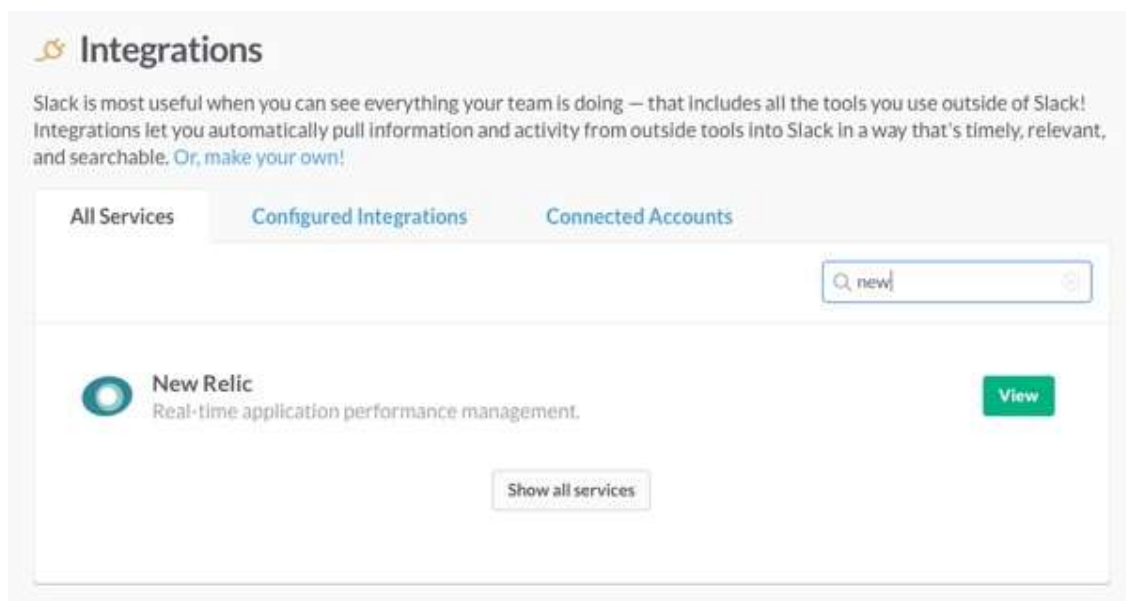 Integrations
Slack is most useful when you can see everything your team is doing — that includes all the tools you use outside of Slack!
Integrations let you automatically pull information and activity from outside tools into Slack in a way that's timely, relevant,
and searchable. Or, make your own!
All Services Configured Integrations Connected Accounts
new
New Relic
Real-time application performance management.
View
Show all services